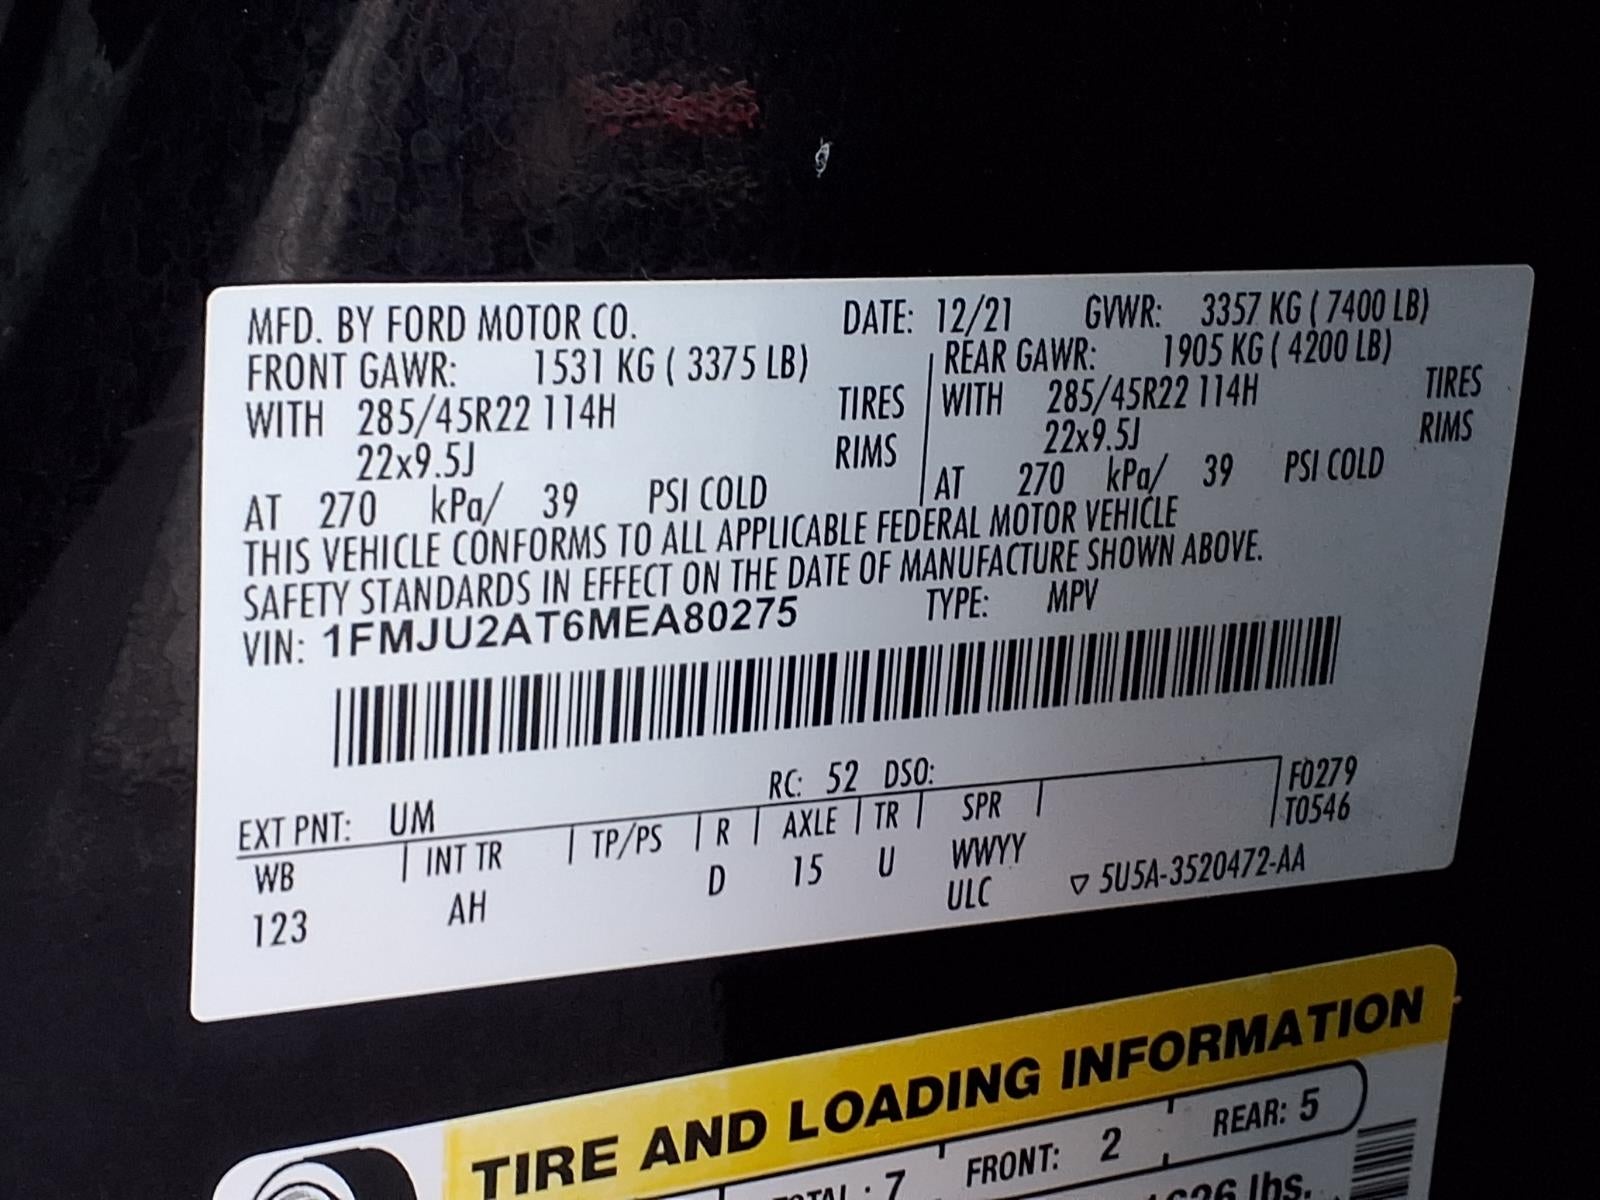 MFD. BY FORD MOTOR CO. DATE: 12/21 GVWR: 3357 KG ( 7400 LB)
FRONT GAWR: 1531 KG ( 3375 LB) REAR GAWR: 1905 KG ( 4200 LB)
WITH 285/45R22 114H TIRES WITH 285/45R22 114H TIRES
22x9.5J RIMS 22x9.5J RIMS
AT 270 kPa/ 39 PSI COLD AT 270 kPa/ 39 PSI COLD
THIS VEHICLE CONFORMS TO ALL APPLICABLE FEDERAL MOTOR VEHICLE
SAFETY STANDARDS IN EFFECT ON THE DATE OF MANUFACTURE SHOWN ABOVE.
VIN: 1FMJU2AT6MEA80275 TYPE: MPV
EXT PNT: UM RC: 52 DSO: F0279
WB INT TR TP/PS R AXLE TR SPR T0546
123 AH D 15 U WWYY
ULC ▽ 5U5A-3520472-AA
TIRE AND LOADING INFORMATION
: 7 FRONT: 2 REAR: 5
lbs.